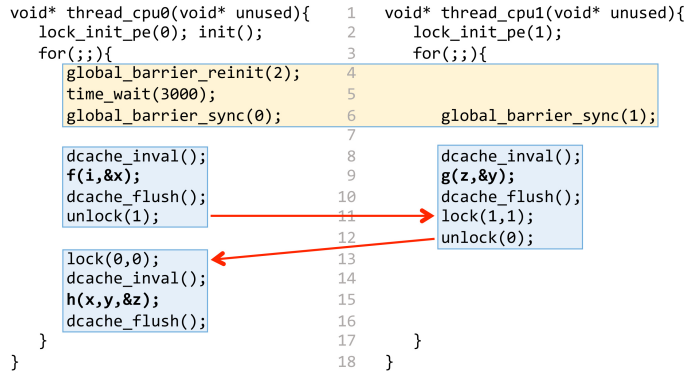 void* thread_cpu0(void* unused){ 1 void* thread_cpu1(void* unused){
lock_init_pe(0); init(); 2 lock_init_pe(1);
for(;;){ 3 for(;;){
global_barrier_reinit(2); 4
time_wait(3000); 5
global_barrier_sync(0); 6 global_barrier_sync(1);
7
dcache_inval(); 8 dcache_inval();
f(i,&x); 9 g(z,&y);
dcache_flush(); 10 dcache_flush();
unlock(1); 11 lock(1,1);
12 unlock(0);
lock(0,0); 13
dcache_inval(); 14
h(x,y,&z); 15
dcache_flush(); 16
} 17 }
} 18 }